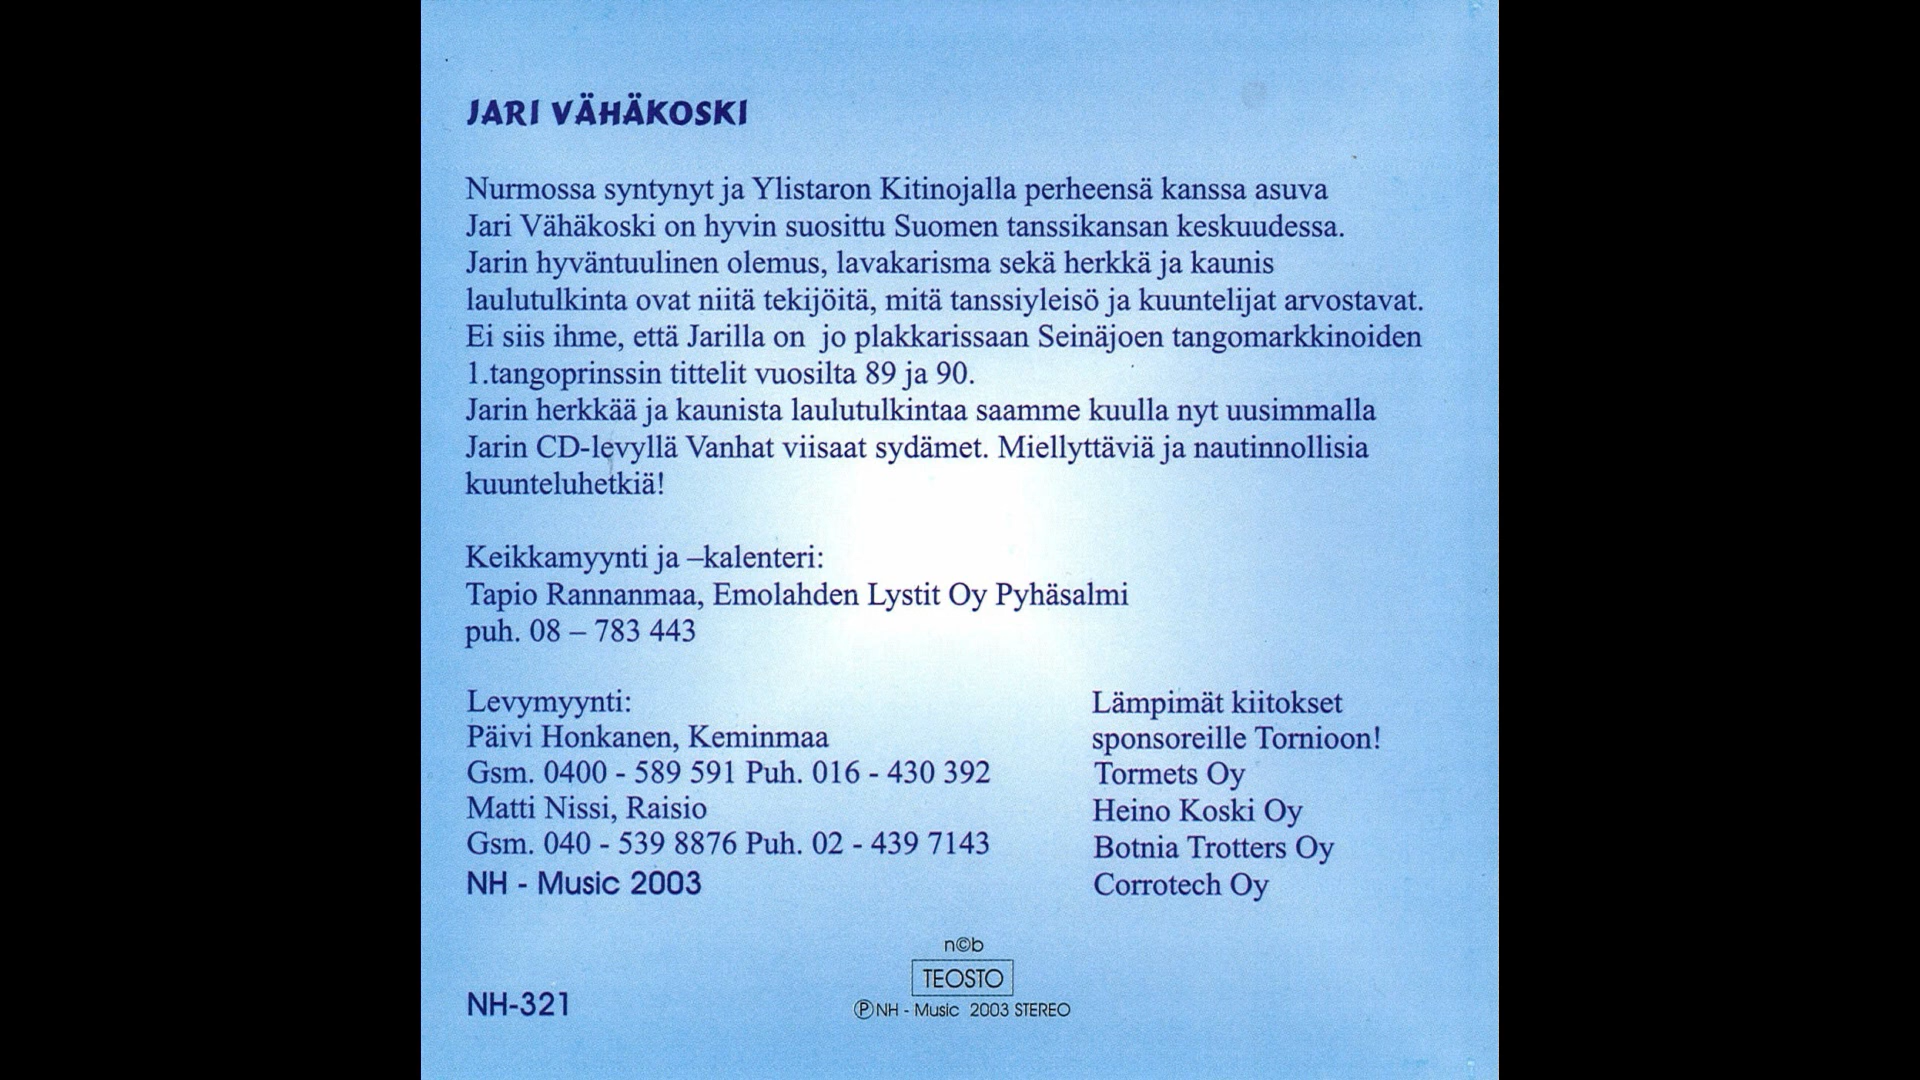 JARI VÄHÄKOSKI
Nurmossa syntynyt ja Ylistaron Kitinojalla perheensä kanssa asuva
Jari Vähäkoski on hyvin suosittu Suomen tanssikansan keskuudessa.
Jarin hyväntuulinen olemus, lavakarisma sekä herkkä ja kaunis
laulutulkinta ovat niitä tekijöitä, mitä tanssiyleisö ja kuuntelijat arvostavat.
Ei siis ihme, että Jarilla on jo plakkarissaan Seinäjoen tangomarkkinoiden
1.tangoprinssin tittelit vuosilta 89 ja 90.
Jarin herkkää ja kaunista laulutulkintaa saamme kuulla nyt uusimmalla
Jarin CD-levyllä Vanhat viisaat sydämet. Miellyttäviä ja nautinnollisia
kuunteluhetkiä!
Keikkamyynti ja –kalenteri:
Tapio Rannanmaa, Emolahden Lystit Oy Pyhäsalmi
puh. 08 – 783 443
Levymyynti:
Päivi Honkanen, Keminmaa
Gsm. 0400 - 589 591 Puh. 016 - 430 392
Matti Nissi, Raisio
Gsm. 040 - 539 8876 Puh. 02 - 439 7143
NH - Music 2003
Lämpimät kiitokset
sponsoreille Tornioon!
Tormets Oy
Heino Koski Oy
Botnia Trotters Oy
Corrotech Oy
n©b
TEOSTO
℗ NH - Music 2003 STEREO
NH-321